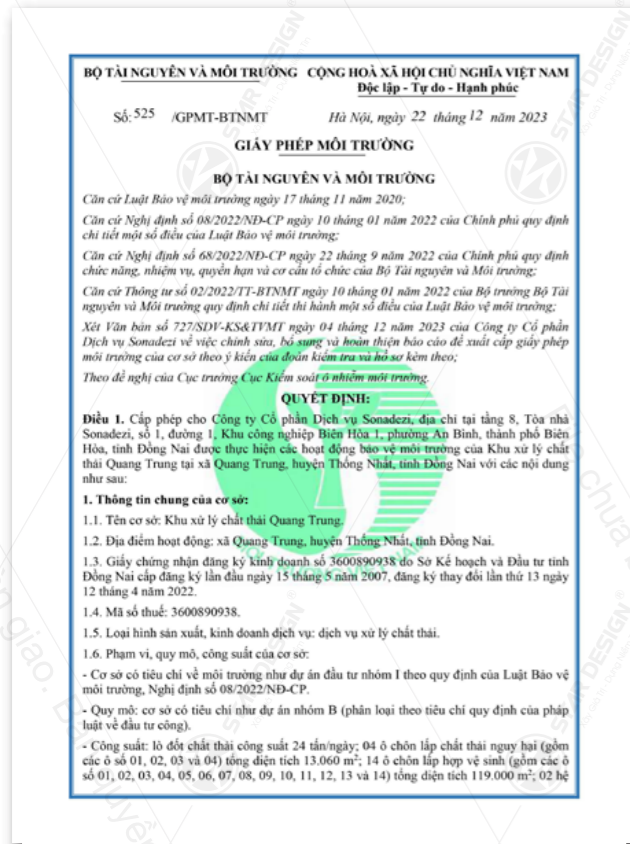 BỘ TÀI NGUYÊN VÀ MÔI TRƯỜNG CỘNG HOÀ XÃ HỘI CHỦ NGHĨA VIỆT NAM
Độc lập - Tự do - Hạnh phúc
Số: 525 /GPMT-BTNMT Hà Nội, ngày 22 tháng 12 năm 2023
GIẤY PHÉP MÔI TRƯỜNG
BỘ TÀI NGUYÊN VÀ MÔI TRƯỜNG
Căn cứ Luật Bảo vệ môi trường ngày 17 tháng 11 năm 2020;
Căn cứ Nghị định số 08/2022/NĐ-CP ngày 10 tháng 01 năm 2022 của Chính phủ quy định
chi tiết một số điều của Luật Bảo vệ môi trường;
Căn cứ Nghị định số 68/2022/NĐ-CP ngày 22 tháng 9 năm 2022 của Chính phủ quy định
chức năng, nhiệm vụ, quyền hạn và cơ cấu tổ chức của Bộ Tài nguyên và Môi trường;
Căn cứ Thông tư số 02/2022/TT-BTNMT ngày 10 tháng 01 năm 2022 của Bộ trưởng Bộ Tài
nguyên và Môi trường quy định chi tiết thi hành một số điều của Luật Bảo vệ môi trường;
Xét Văn bản số 727/SDV-KS&TVMT ngày 04 tháng 12 năm 2023 của Công ty Cổ phần
Dịch vụ Sonadezi về việc chỉnh sửa, bổ sung và hoàn thiện báo cáo đề xuất cấp giấy phép
môi trường của cơ sở theo ý kiến của đoàn kiểm tra và hồ sơ kèm theo;
Theo đề nghị của Cục trưởng Cục Kiểm soát ô nhiễm môi trường.
QUYẾT ĐỊNH:
Điều 1. Cấp phép cho Công ty Cổ phần Dịch vụ Sonadezi, địa chỉ tại tầng 8, Tòa nhà
Sonadezi, số 1, đường 1, Khu công nghiệp Biên Hòa 1, phường An Bình, thành phố Biên
Hòa, tỉnh Đồng Nai được thực hiện các hoạt động bảo vệ môi trường của Khu xử lý chất
thải Quang Trung tại xã Quang Trung, huyện Thống Nhất, tỉnh Đồng Nai với các nội dung
như sau:
1. Thông tin chung của cơ sở:
1.1. Tên cơ sở: Khu xử lý chất thải Quang Trung.
1.2. Địa điểm hoạt động: xã Quang Trung, huyện Thống Nhất, tỉnh Đồng Nai.
1.3. Giấy chứng nhận đăng ký kinh doanh số 3600890938 do Sở Kế hoạch và Đầu tư tỉnh
Đồng Nai cấp đăng ký lần đầu ngày 15 tháng 5 năm 2007, đăng ký thay đổi lần thứ 13 ngày
12 tháng 4 năm 2022.
1.4. Mã số thuế: 3600890938.
1.5. Loại hình sản xuất, kinh doanh dịch vụ: dịch vụ xử lý chất thải.
1.6. Phạm vi, quy mô, công suất của cơ sở:
- Cơ sở có tiêu chí về môi trường như dự án đầu tư nhóm I theo quy định của Luật Bảo vệ
môi trường, Nghị định số 08/2022/NĐ-CP.
- Quy mô: cơ sở có tiêu chí như dự án nhóm B (phân loại theo tiêu chí quy định của pháp
luật về đầu tư công).
- Công suất: lò đốt chất thải công suất 24 tấn/ngày; 04 ô chôn lấp chất thải nguy hại (gồm
các ô số 01, 02, 03 và 04) tổng diện tích 13.060 m²; 14 ô chôn lấp hợp vệ sinh (gồm các ô
số 01, 02, 03, 04, 05, 06, 07, 08, 09, 10, 11, 12, 13 và 14) tổng diện tích 119.000 m²; 02 hệ